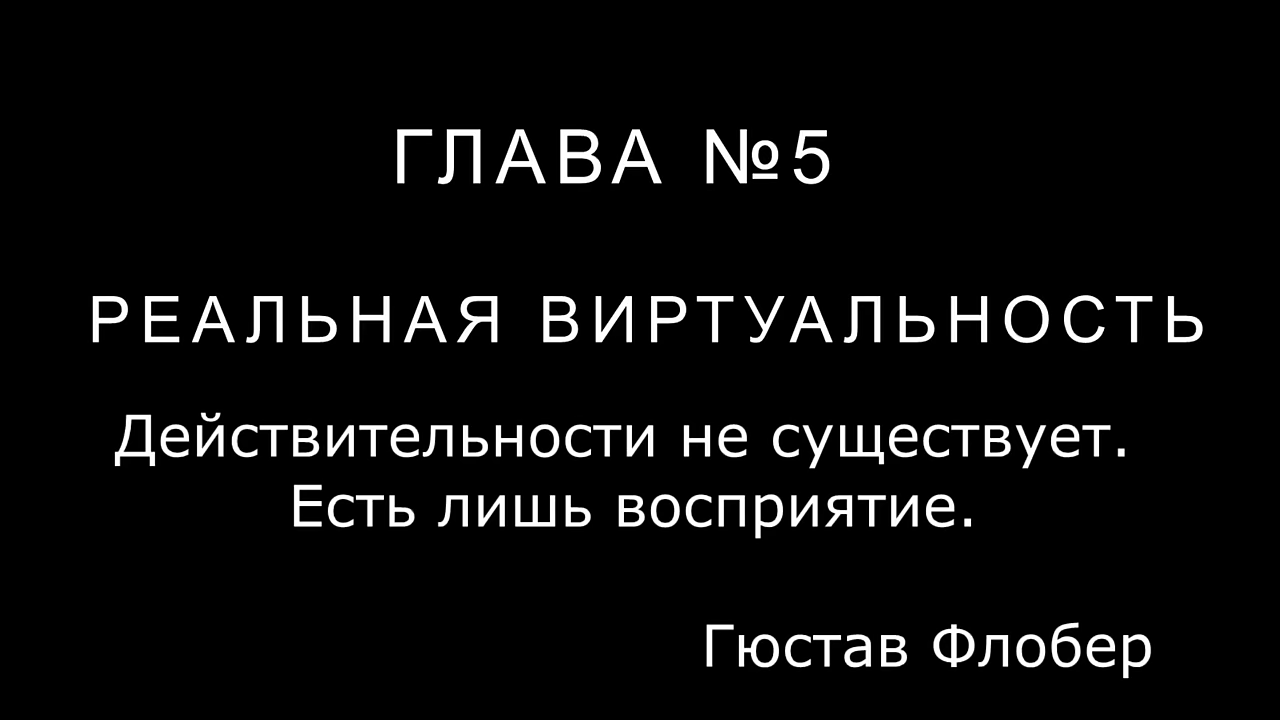 ГЛАВА №5
РЕАЛЬНАЯ ВИРТУАЛЬНОСТЬ
Действительности не существует.
Есть лишь восприятие.
Гюстав Флобер